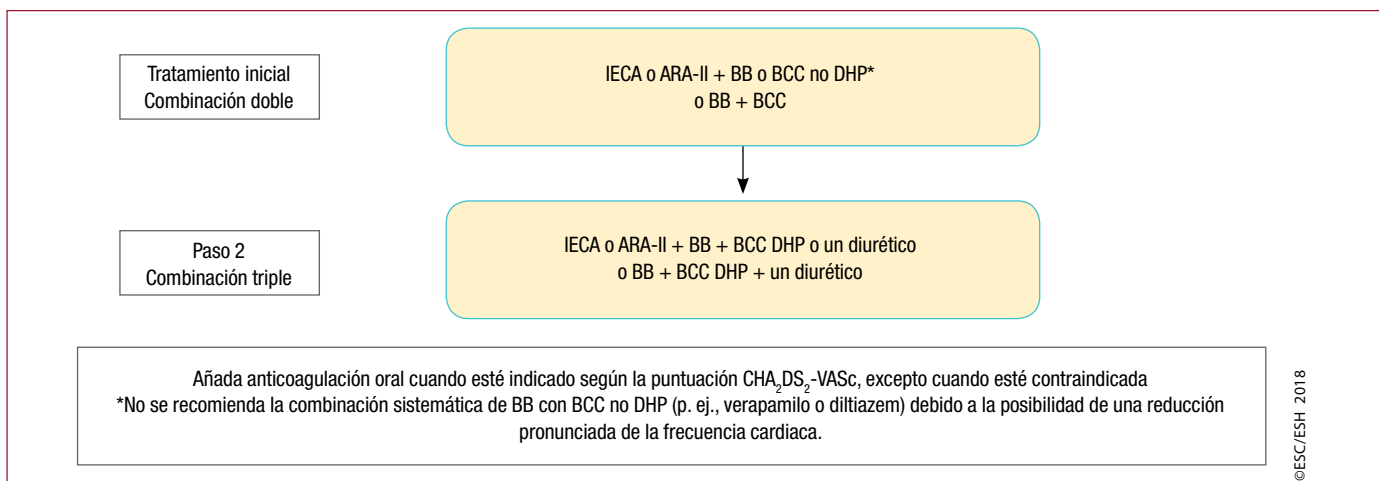 Tratamiento inicial
Combinación doble
IECA o ARA-II + BB o BCC no DHP*
o BB + BCC
Paso 2
Combinación triple
IECA o ARA-II + BB + BCC DHP o un diurético
o BB + BCC DHP + un diurético
Añada anticoagulación oral cuando esté indicado según la puntuación CHA₂DS₂-VASc, excepto cuando esté contraindicada
*No se recomienda la combinación sistemática de BB con BCC no DHP (p. ej., verapamilo o diltiazem) debido a la posibilidad de una reducción
pronunciada de la frecuencia cardiaca.
©ESC/ESH 2018